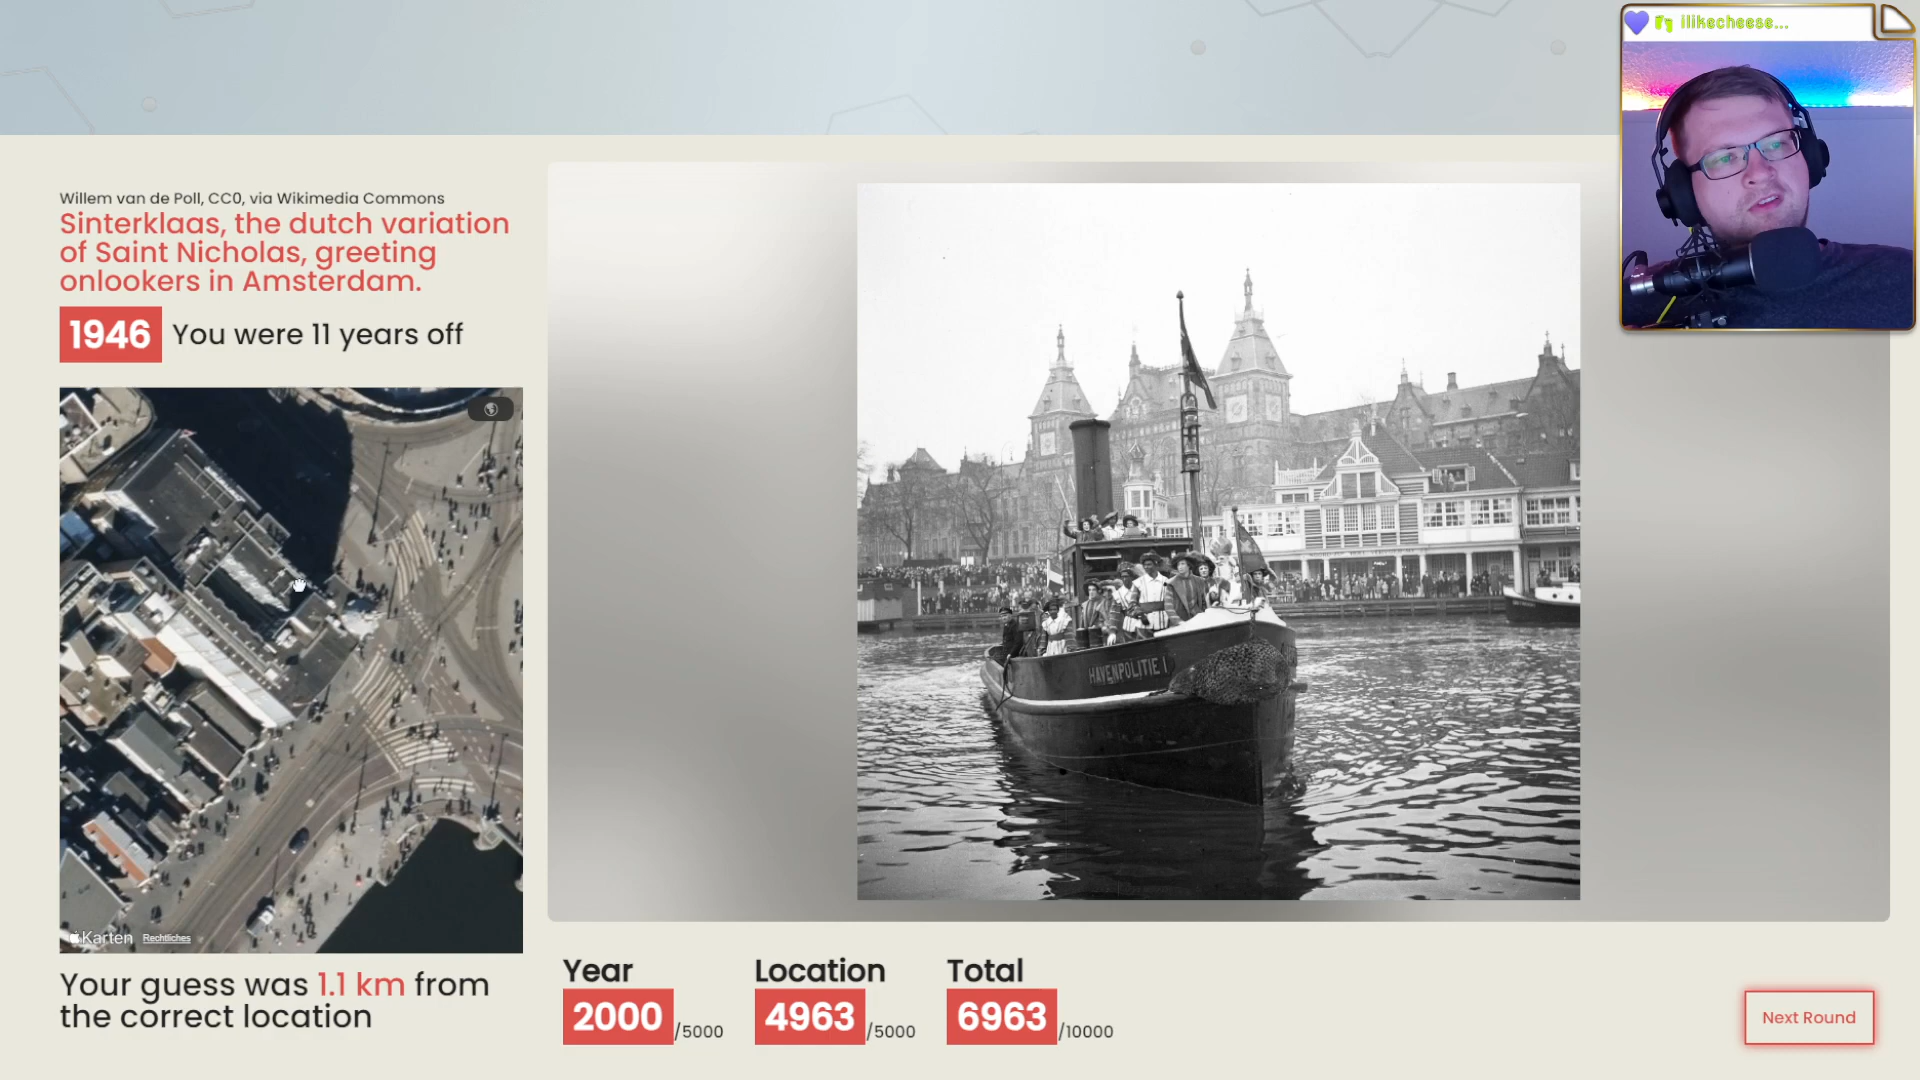 ilikecheese...
Willem van de Poll, CC0, via Wikimedia Commons
Sinterklaas, the dutch variation
of Saint Nicholas, greeting
onlookers in Amsterdam.
1946 You were 11 years off
HAVENPOLITIE I
Karten Rechtliches
Your guess was 1.1 km from
the correct location
Year Location Total
2000/5000 4963/5000 6963/10000
Next Round